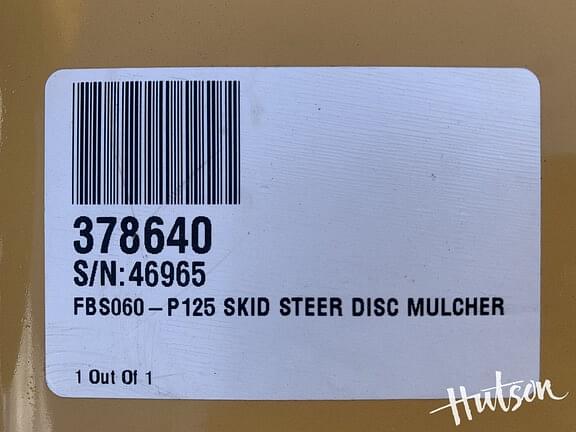 378640
S/N:46965
FBS060-P125 SKID STEER DISC MULCHER
1 Out Of 1
Hutson